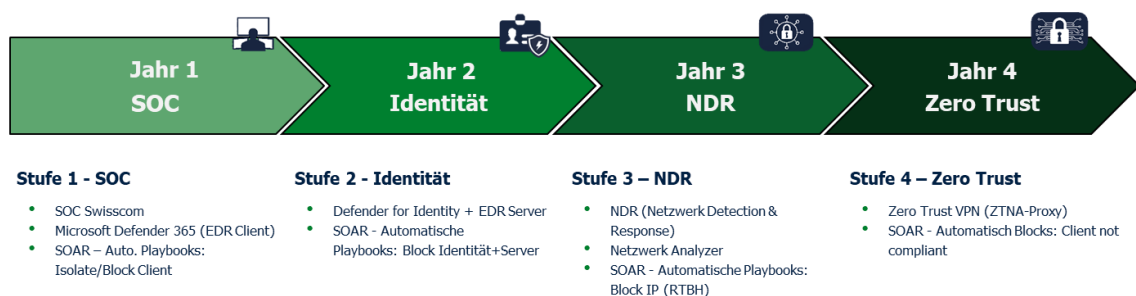 Jahr 1
SOC
Jahr 2
Identität
Jahr 3
NDR
Jahr 4
Zero Trust
Stufe 1 - SOC
SOC Swisscom
Microsoft Defender 365 (EDR Client)
SOAR – Auto. Playbooks:
Isolate/Block Client
Stufe 2 - Identität
Defender for Identity + EDR Server
SOAR - Automatische
Playbooks: Block Identität+Server
Stufe 3 – NDR
NDR (Netzwerk Detection &
Response)
Netzwerk Analyzer
SOAR - Automatische Playbooks:
Block IP (RTBH)
Stufe 4 – Zero Trust
Zero Trust VPN (ZTNA-Proxy)
SOAR - Automatisch Blocks: Client not
compliant